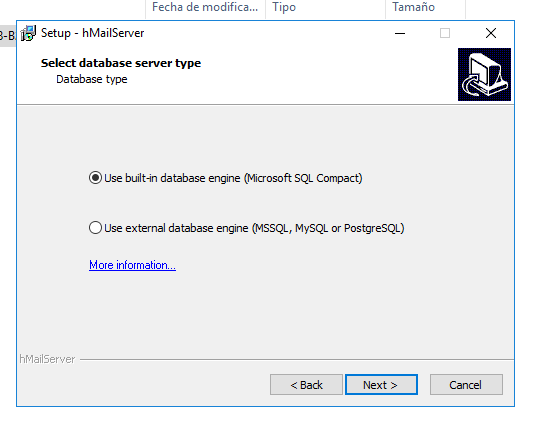 Fecha de modifica... Tipo Tamaño
Setup - hMailServer
Select database server type
Database type
Use built-in database engine (Microsoft SQL Compact)
Use external database engine (MSSQL, MySQL or PostgreSQL)
More information...
hMailServer
< Back Next > Cancel